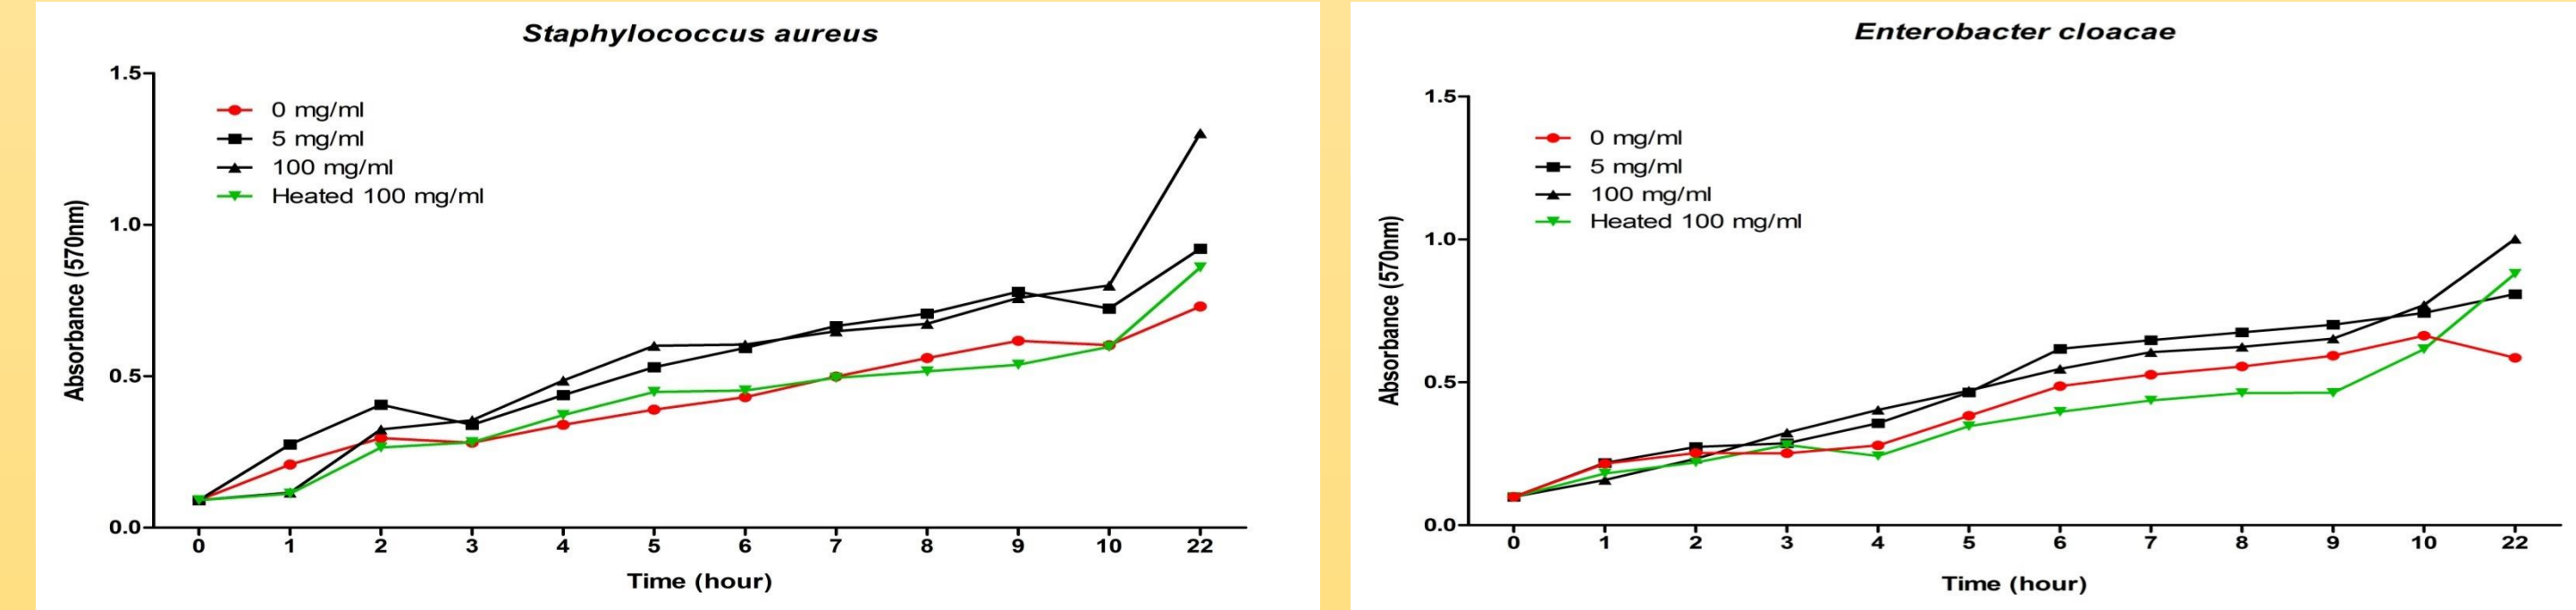 Staphylococcus aureus
1.5
1.0
0.5
0.0
Absorbance (570nm)
0 mg/ml
5 mg/ml
100 mg/ml
Heated 100 mg/ml
0 1 2 3 4 5 6 7 8 9 10 22
Time (hour)
Enterobacter cloacae
1.5
1.0
0.5
0.0
Absorbance (570nm)
0 mg/ml
5 mg/ml
100 mg/ml
Heated 100 mg/ml
0 1 2 3 4 5 6 7 8 9 10 22
Time (hour)